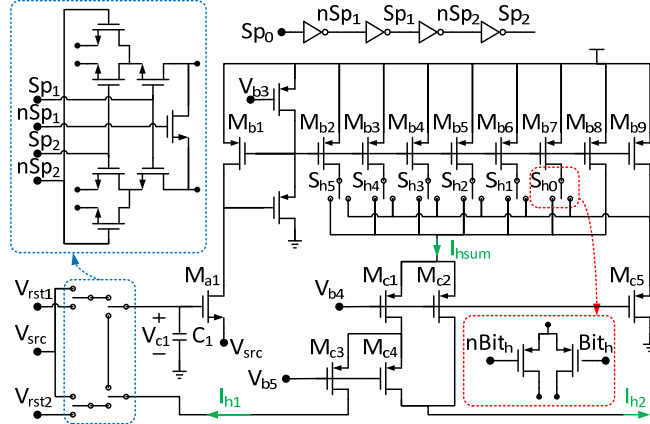 Sp0 nSp1 Sp1 nSp2 Sp2
Sp1
nSp1
Sp2
nSp2
Vb3
Mb1 Mb2 Mb3 Mb4 Mb5 Mb6 Mb7 Mb8 Mb9
Sh5 Sh4 Sh3 Sh2 Sh1 Sh0
Ihsum
Ma1 Mc1 Mc2 Mc5
Vrst1 Vb4
Vsrc + Vc1 − C1 Vsrc
Mc3 Mc4
nBith Bith
Vb5
Vrst2 Ih1 Ih2